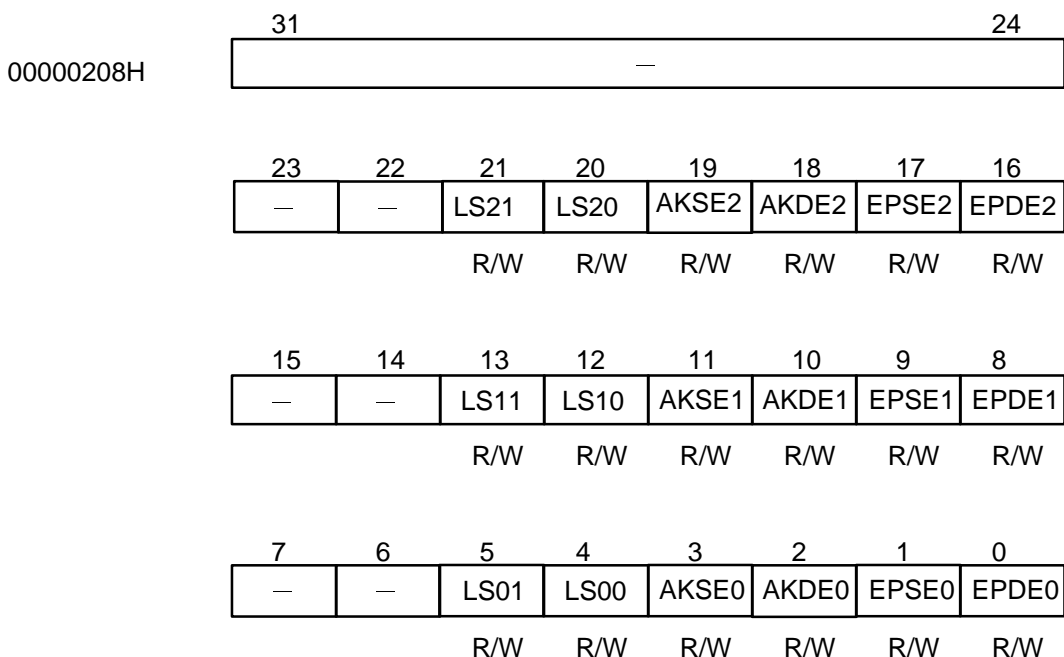 31 24
00000208H —
23 22 21 20 19 18 17 16
— — LS21 LS20 AKSE2 AKDE2 EPSE2 EPDE2
R/W R/W R/W R/W R/W R/W
15 14 13 12 11 10 9 8
— — LS11 LS10 AKSE1 AKDE1 EPSE1 EPDE1
R/W R/W R/W R/W R/W R/W
7 6 5 4 3 2 1 0
— — LS01 LS00 AKSE0 AKDE0 EPSE0 EPDE0
R/W R/W R/W R/W R/W R/W